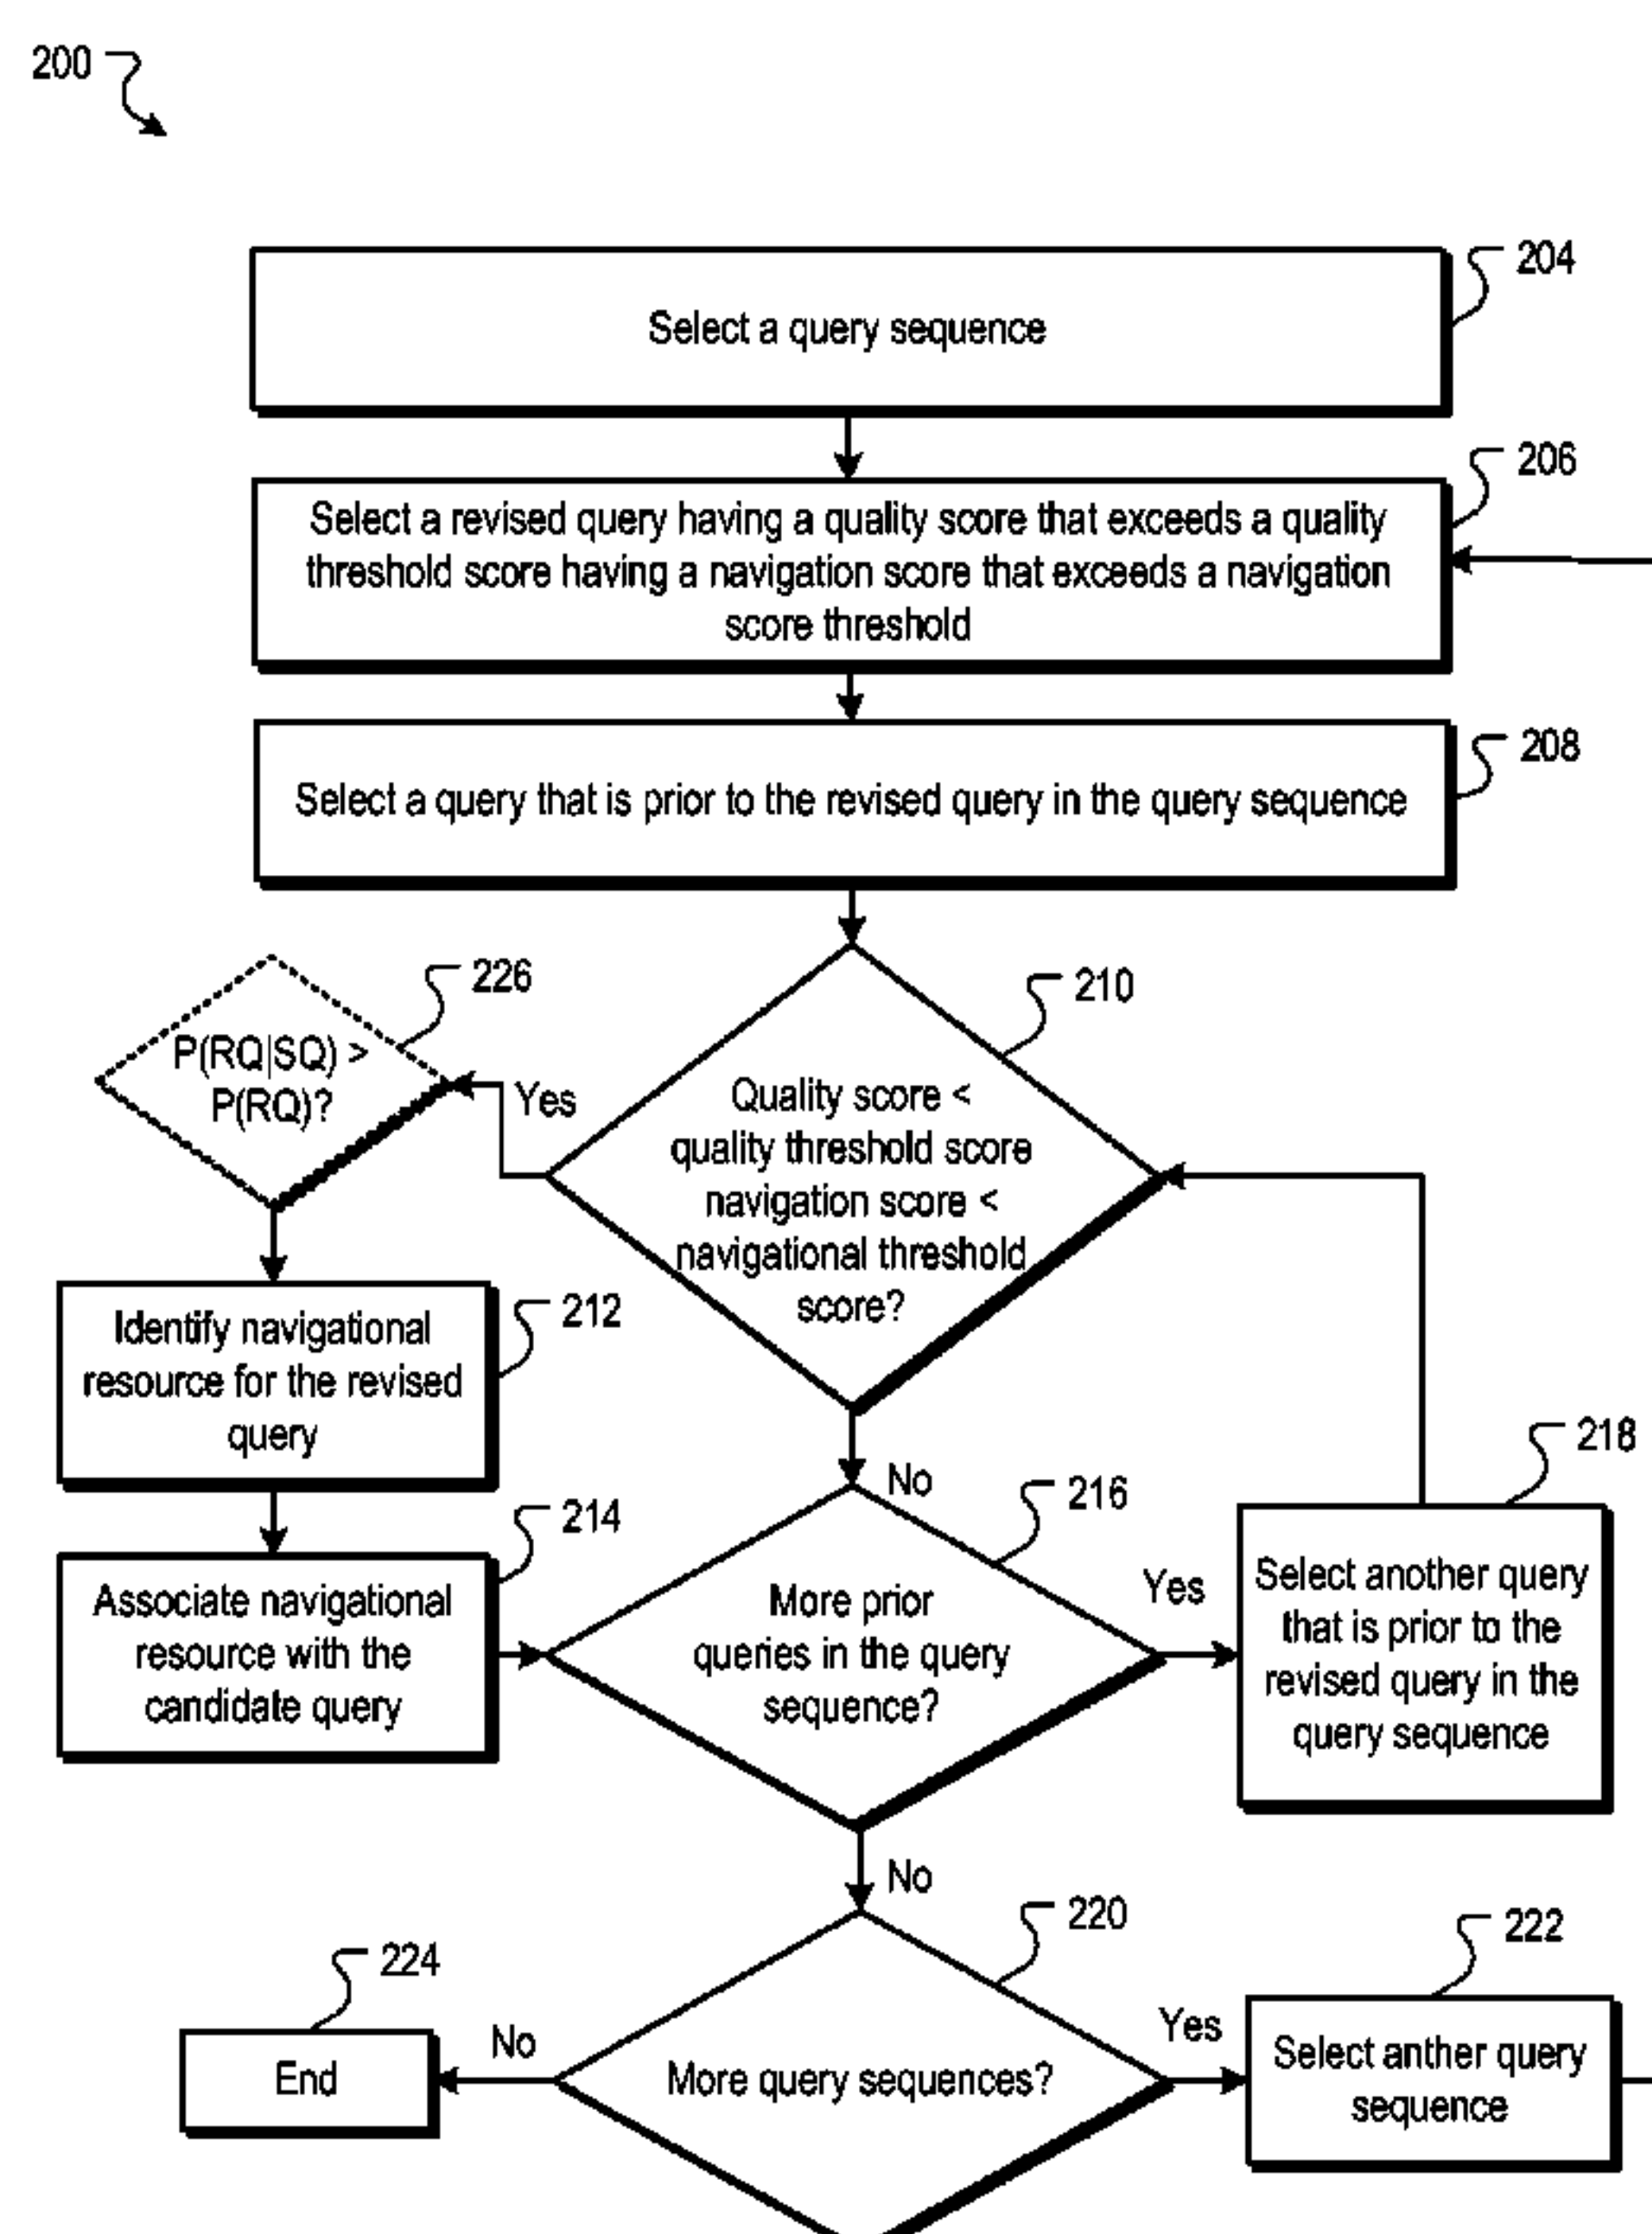 200
204
Select a query sequence
206
Select a revised query having a quality score that exceeds a quality
threshold score having a navigation score that exceeds a navigation
score threshold
208
Select a query that is prior to the revised query in the query sequence
226
P(RQ|SQ) >
P(RQ)?
Yes
210
Quality score <
quality threshold score
navigation score <
navigational threshold
score?
212
Identify navigational
resource for the revised
query
No
214
Associate navigational
resource with the
candidate query
216
More prior
queries in the query
sequence?
Yes
218
Select another query
that is prior to the
revised query in the
query sequence
No
220
More query sequences?
Yes
222
Select anther query
sequence
No
224
End